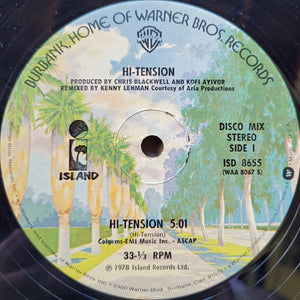 BURBANK, HOME OF WARNER BROS. RECORDS
HI-TENSION
PRODUCED BY CHRIS BLACKWELL AND KOFI AYIVOR
REMIXED BY KENNY LEHMAN Courtesy of Aria Productions
DISCO MIX
STEREO
SIDE 1
ISD 8655
(WAA 8067 S)
ISLAND
HI-TENSION 5:01
(Hi-Tension)
Colgems-EMI Music Inc. - ASCAP
33-⅓ RPM
℗ 1978 Island Records Ltd.